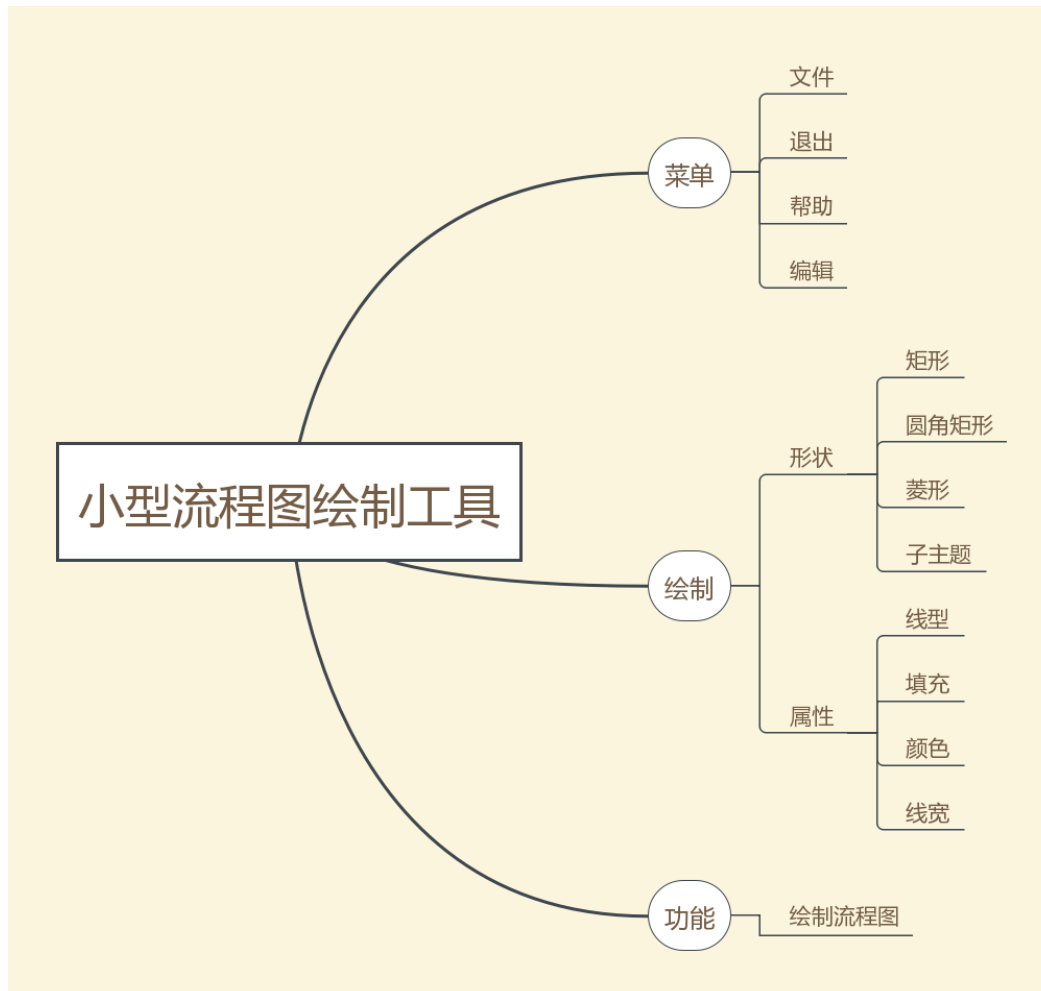 小型流程图绘制工具
菜单
文件
退出
帮助
编辑
绘制
形状
矩形
圆角矩形
菱形
子主题
属性
线型
填充
颜色
线宽
功能
绘制流程图